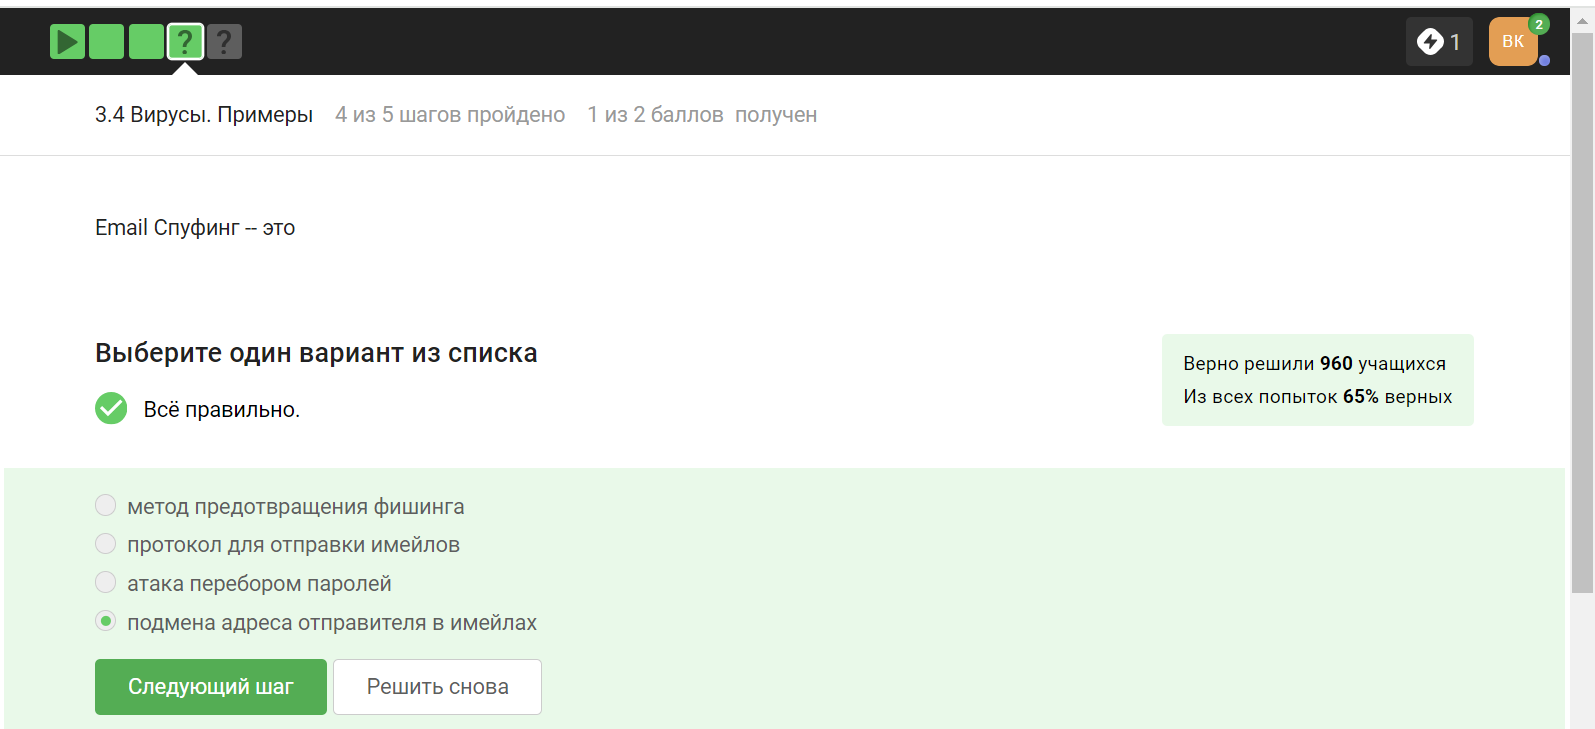 ? ?
1
ВК
2
3.4 Вирусы. Примеры 4 из 5 шагов пройдено 1 из 2 баллов получен
Email Спуфинг -- это
Выберите один вариант из списка
Всё правильно.
Верно решили 960 учащихся
Из всех попыток 65% верных
метод предотвращения фишинга
протокол для отправки имейлов
атака перебором паролей
подмена адреса отправителя в имейлах
Следующий шаг Решить снова